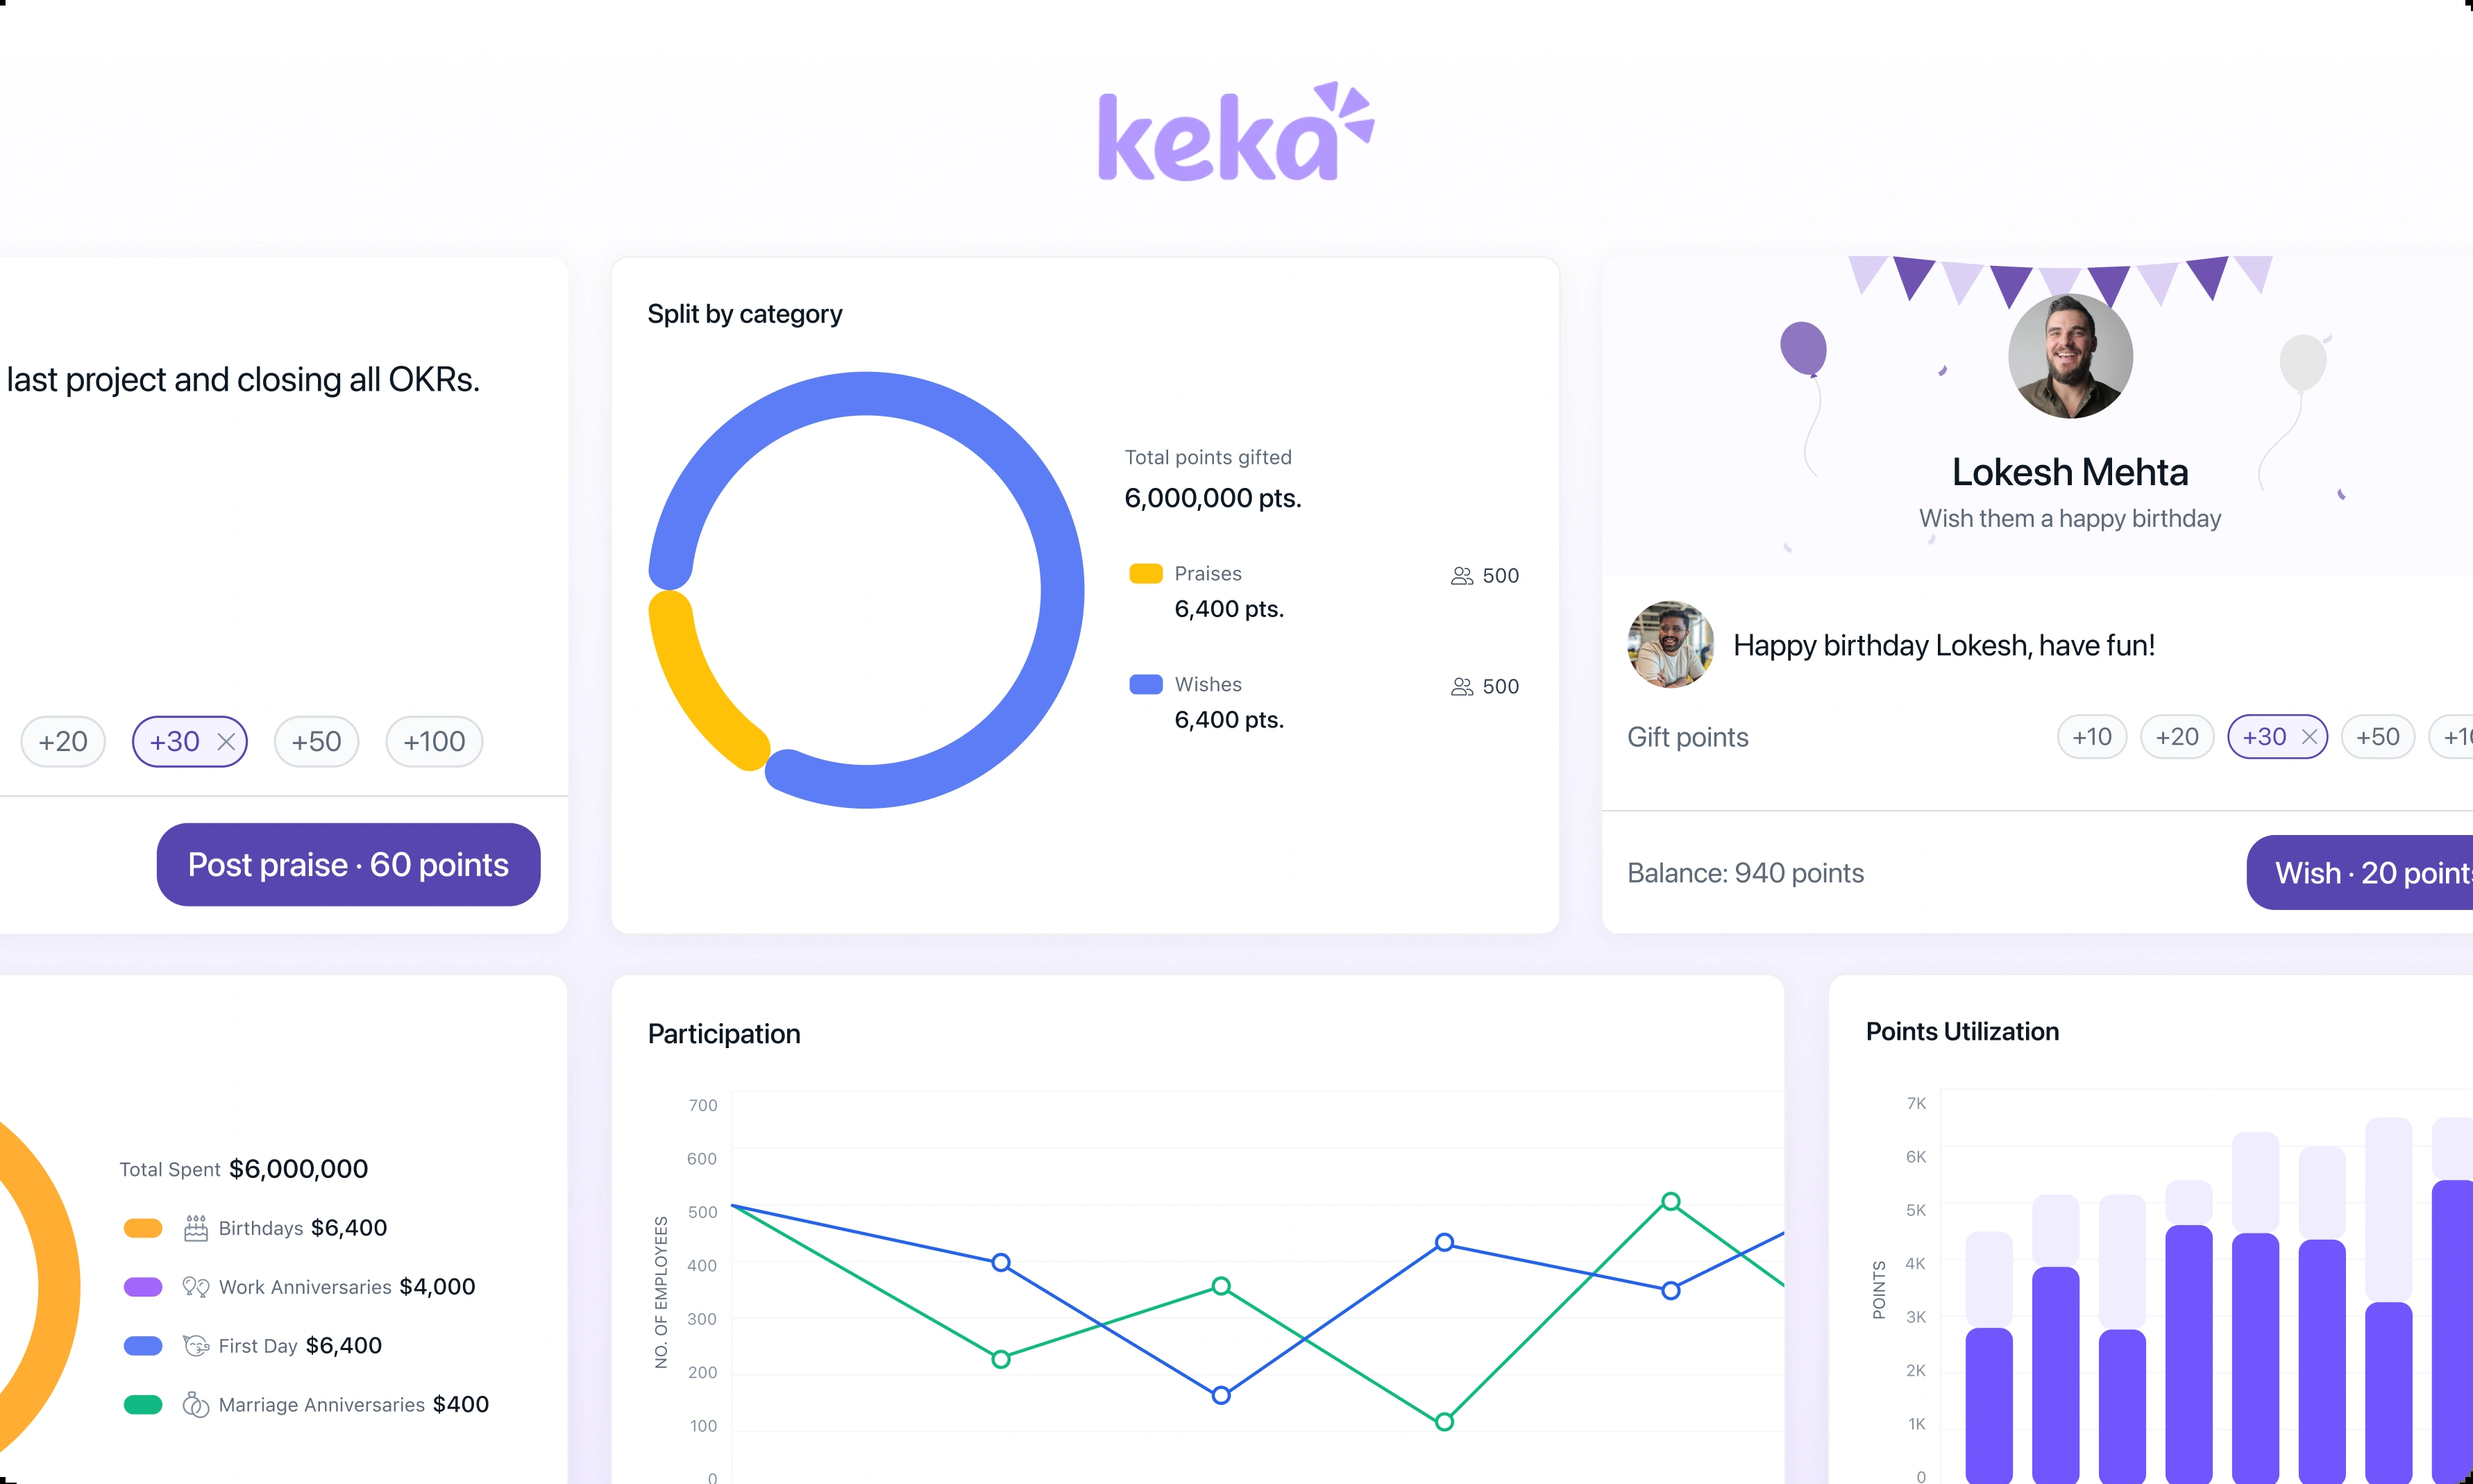 keka
last project and closing all OKRs.
+20
+30
+50
+100
Post praise · 60 points
Split by category
Total points gifted
6,000,000 pts.
Praises
500
6,400 pts.
Wishes
500
6,400 pts.
Lokesh Mehta
Wish them a happy birthday
Happy birthday Lokesh, have fun!
Gift points
+10
+20
+30
+50
Balance: 940 points
Wish · 20 points
Total Spent $6,000,000
Birthdays $6,400
Work Anniversaries $4,000
First Day $6,400
Marriage Anniversaries $400
Participation
NO. OF EMPLOYEES
700
600
500
400
300
200
100
0
Points Utilization
POINTS
7K
6K
5K
4K
3K
2K
1K
0